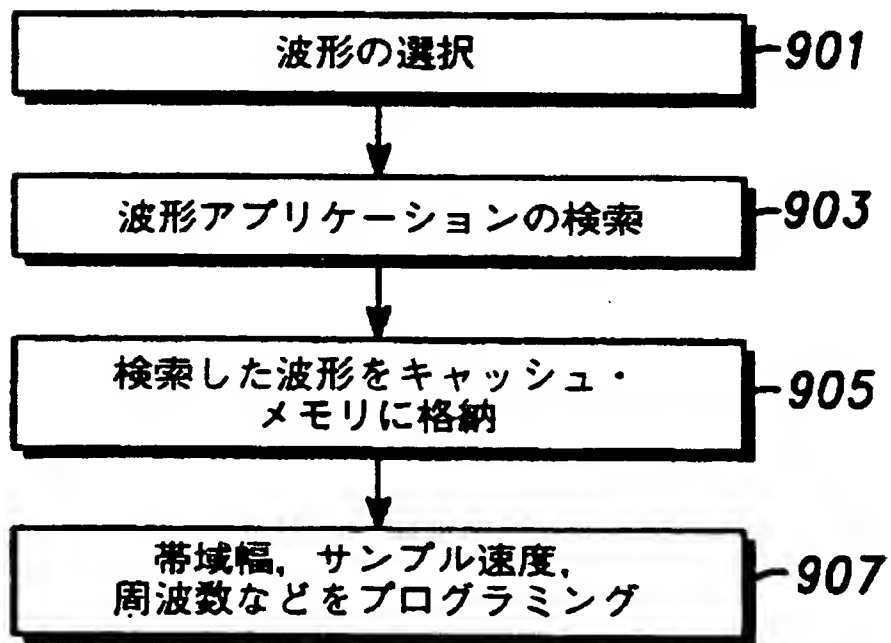 波形の選択
901
波形アプリケーションの検索
903
検索した波形をキャッシュ・
メモリに格納
905
帯域幅, サンプル速度,
周波数などをプログラミング
907